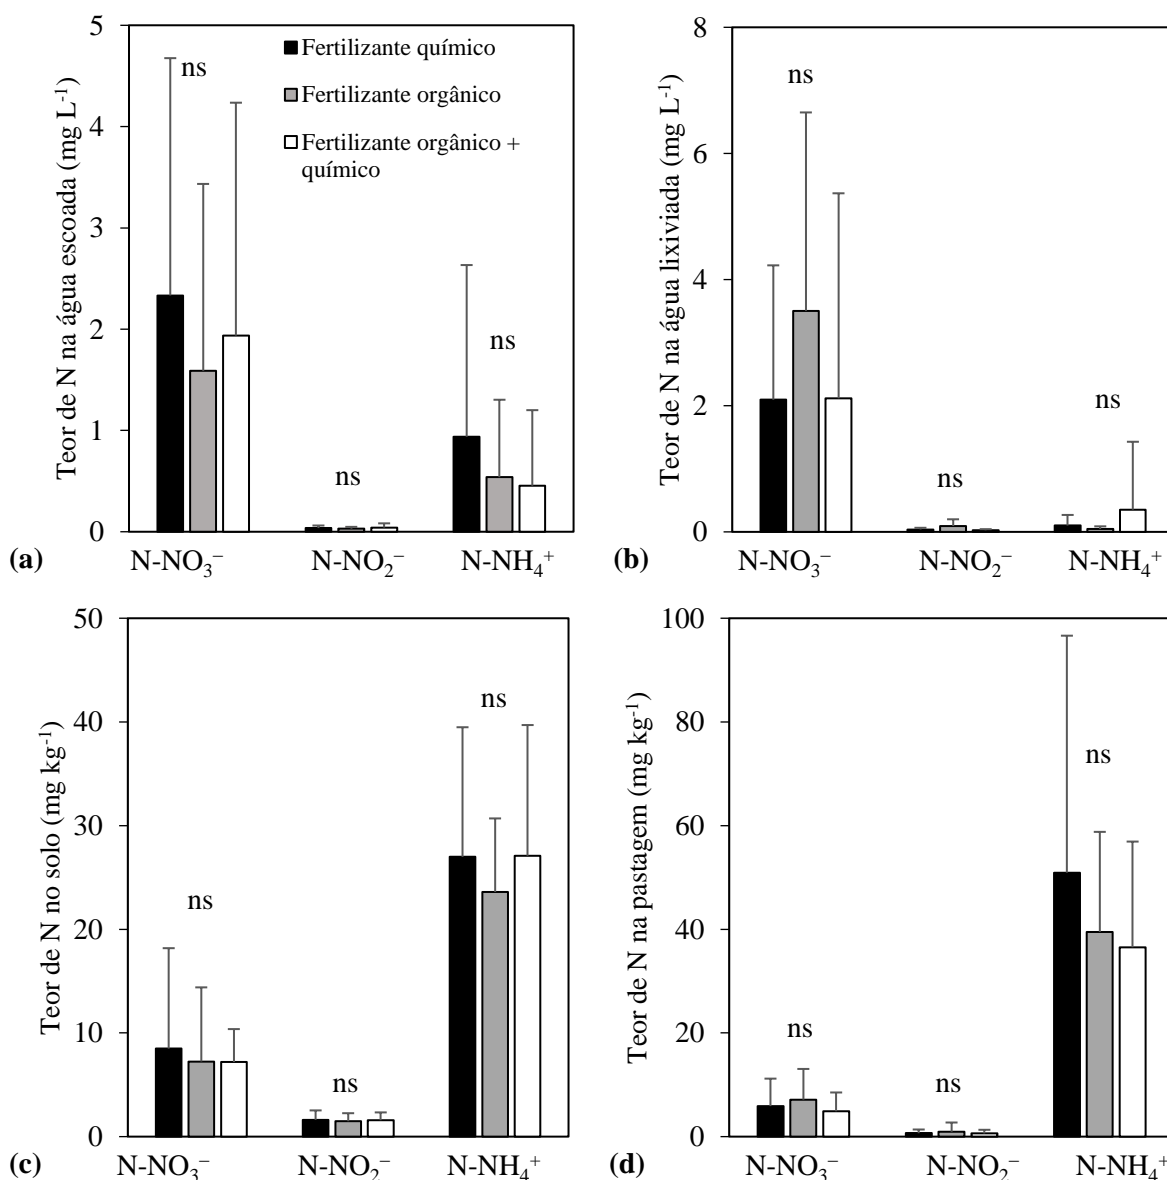 Teor de N na água escoada (mg L⁻¹)
5
4
3
2
1
0
ns
ns
ns
Fertilizante químico
Fertilizante orgânico
Fertilizante orgânico +
químico
(a)
N-NO₃⁻
N-NO₂⁻
N-NH₄⁺
Teor de N na água lixiviada (mg L⁻¹)
8
6
4
2
0
ns
ns
ns
(b)
N-NO₃⁻
N-NO₂⁻
N-NH₄⁺
Teor de N no solo (mg kg⁻¹)
50
40
30
20
10
0
ns
ns
ns
(c)
N-NO₃⁻
N-NO₂⁻
N-NH₄⁺
Teor de N na pastagem (mg kg⁻¹)
100
80
60
40
20
0
ns
ns
ns
(d)
N-NO₃⁻
N-NO₂⁻
N-NH₄⁺